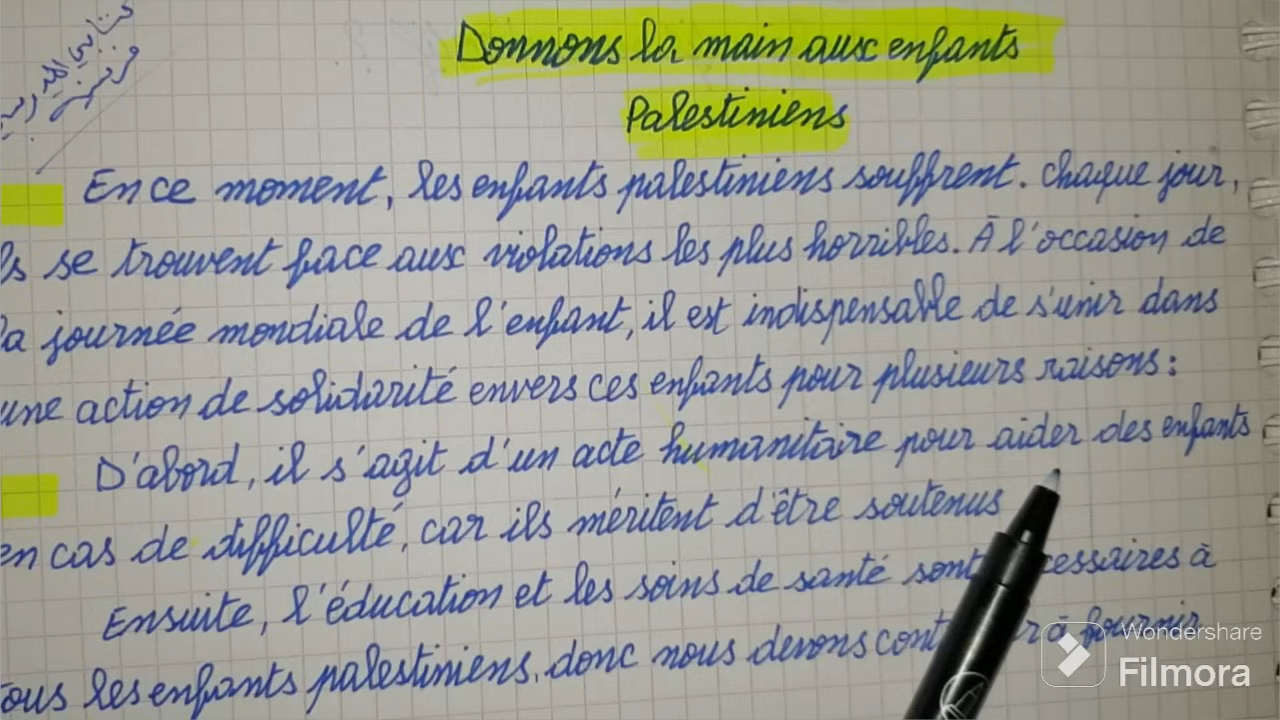 Donnons la main aux enfants
Palestiniens
En ce moment, les enfants palestiniens souffrent. Chaque jour,
ls se trouvent face aux violations les plus horribles. À l'occasion de
la journée mondiale de l'enfant, il est indispensable de s'unir dans
une action de solidarité envers ces enfants pour plusieurs raisons :
D'abord, il s'agit d'un acte humanitaire pour aider des enfants
en cas de difficulté, car ils méritent d'être soutenus
Ensuite, l'éducation et les soins de santé sont cessaires à
tous les enfants palestiniens, donc nous devons cont r à fournir
Wondershare
Filmora